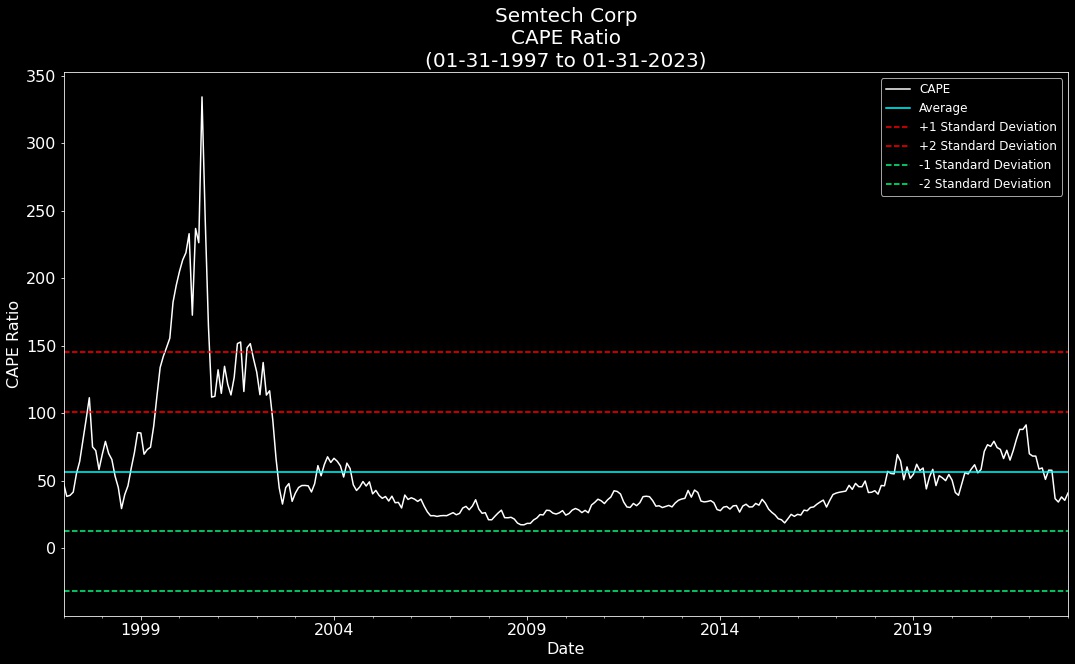 Semtech Corp
CAPE Ratio
(01-31-1997 to 01-31-2023)
CAPE
Average
+1 Standard Deviation
+2 Standard Deviation
-1 Standard Deviation
-2 Standard Deviation
CAPE Ratio
350
300
250
200
150
100
50
0
1999 2004 2009 2014 2019
Date